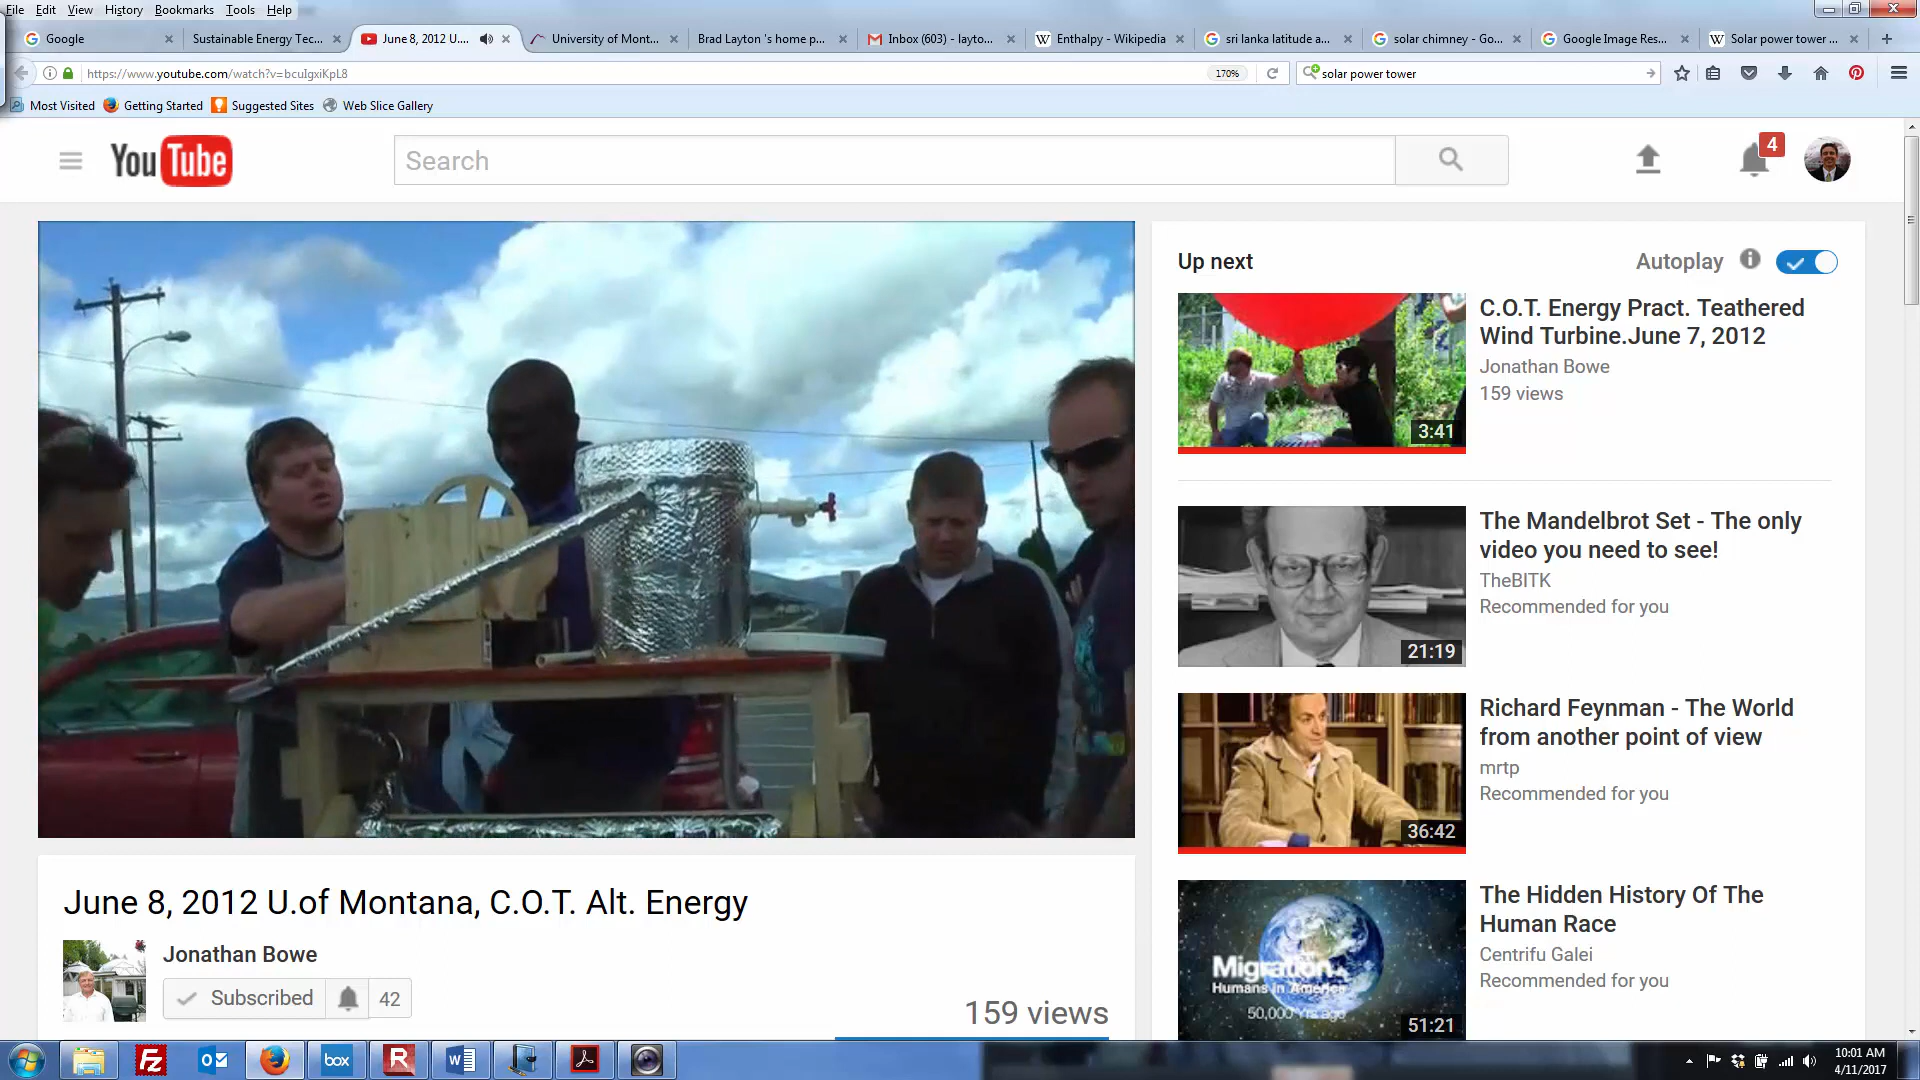 File Edit View History Bookmarks Tools Help
Google
Sustainable Energy Tec...
June 8, 2012 U....
University of Mont...
Brad Layton 's home p...
Inbox (603) - layto...
Enthalpy - Wikipedia
sri lanka latitude a...
solar chimney - Go...
Google Image Res...
Solar power tower ...
https://www.youtube.com/watch?v=bcuIgxiKpL8
170%
solar power tower
Most Visited Getting Started Suggested Sites Web Slice Gallery
YouTube
Search
4
Up next
Autoplay
C.O.T. Energy Pract. Teathered
Wind Turbine.June 7, 2012
Jonathan Bowe
159 views
3:41
The Mandelbrot Set - The only
video you need to see!
TheBITK
Recommended for you
21:19
Richard Feynman - The World
from another point of view
mrtp
Recommended for you
36:42
The Hidden History Of The
Human Race
Centrifu Galei
Recommended for you
Migration
Humans in America
50,000 Yrs ago
51:21
June 8, 2012 U.of Montana, C.O.T. Alt. Energy
Jonathan Bowe
Subscribed
42
159 views
box
10:01 AM
4/11/2017